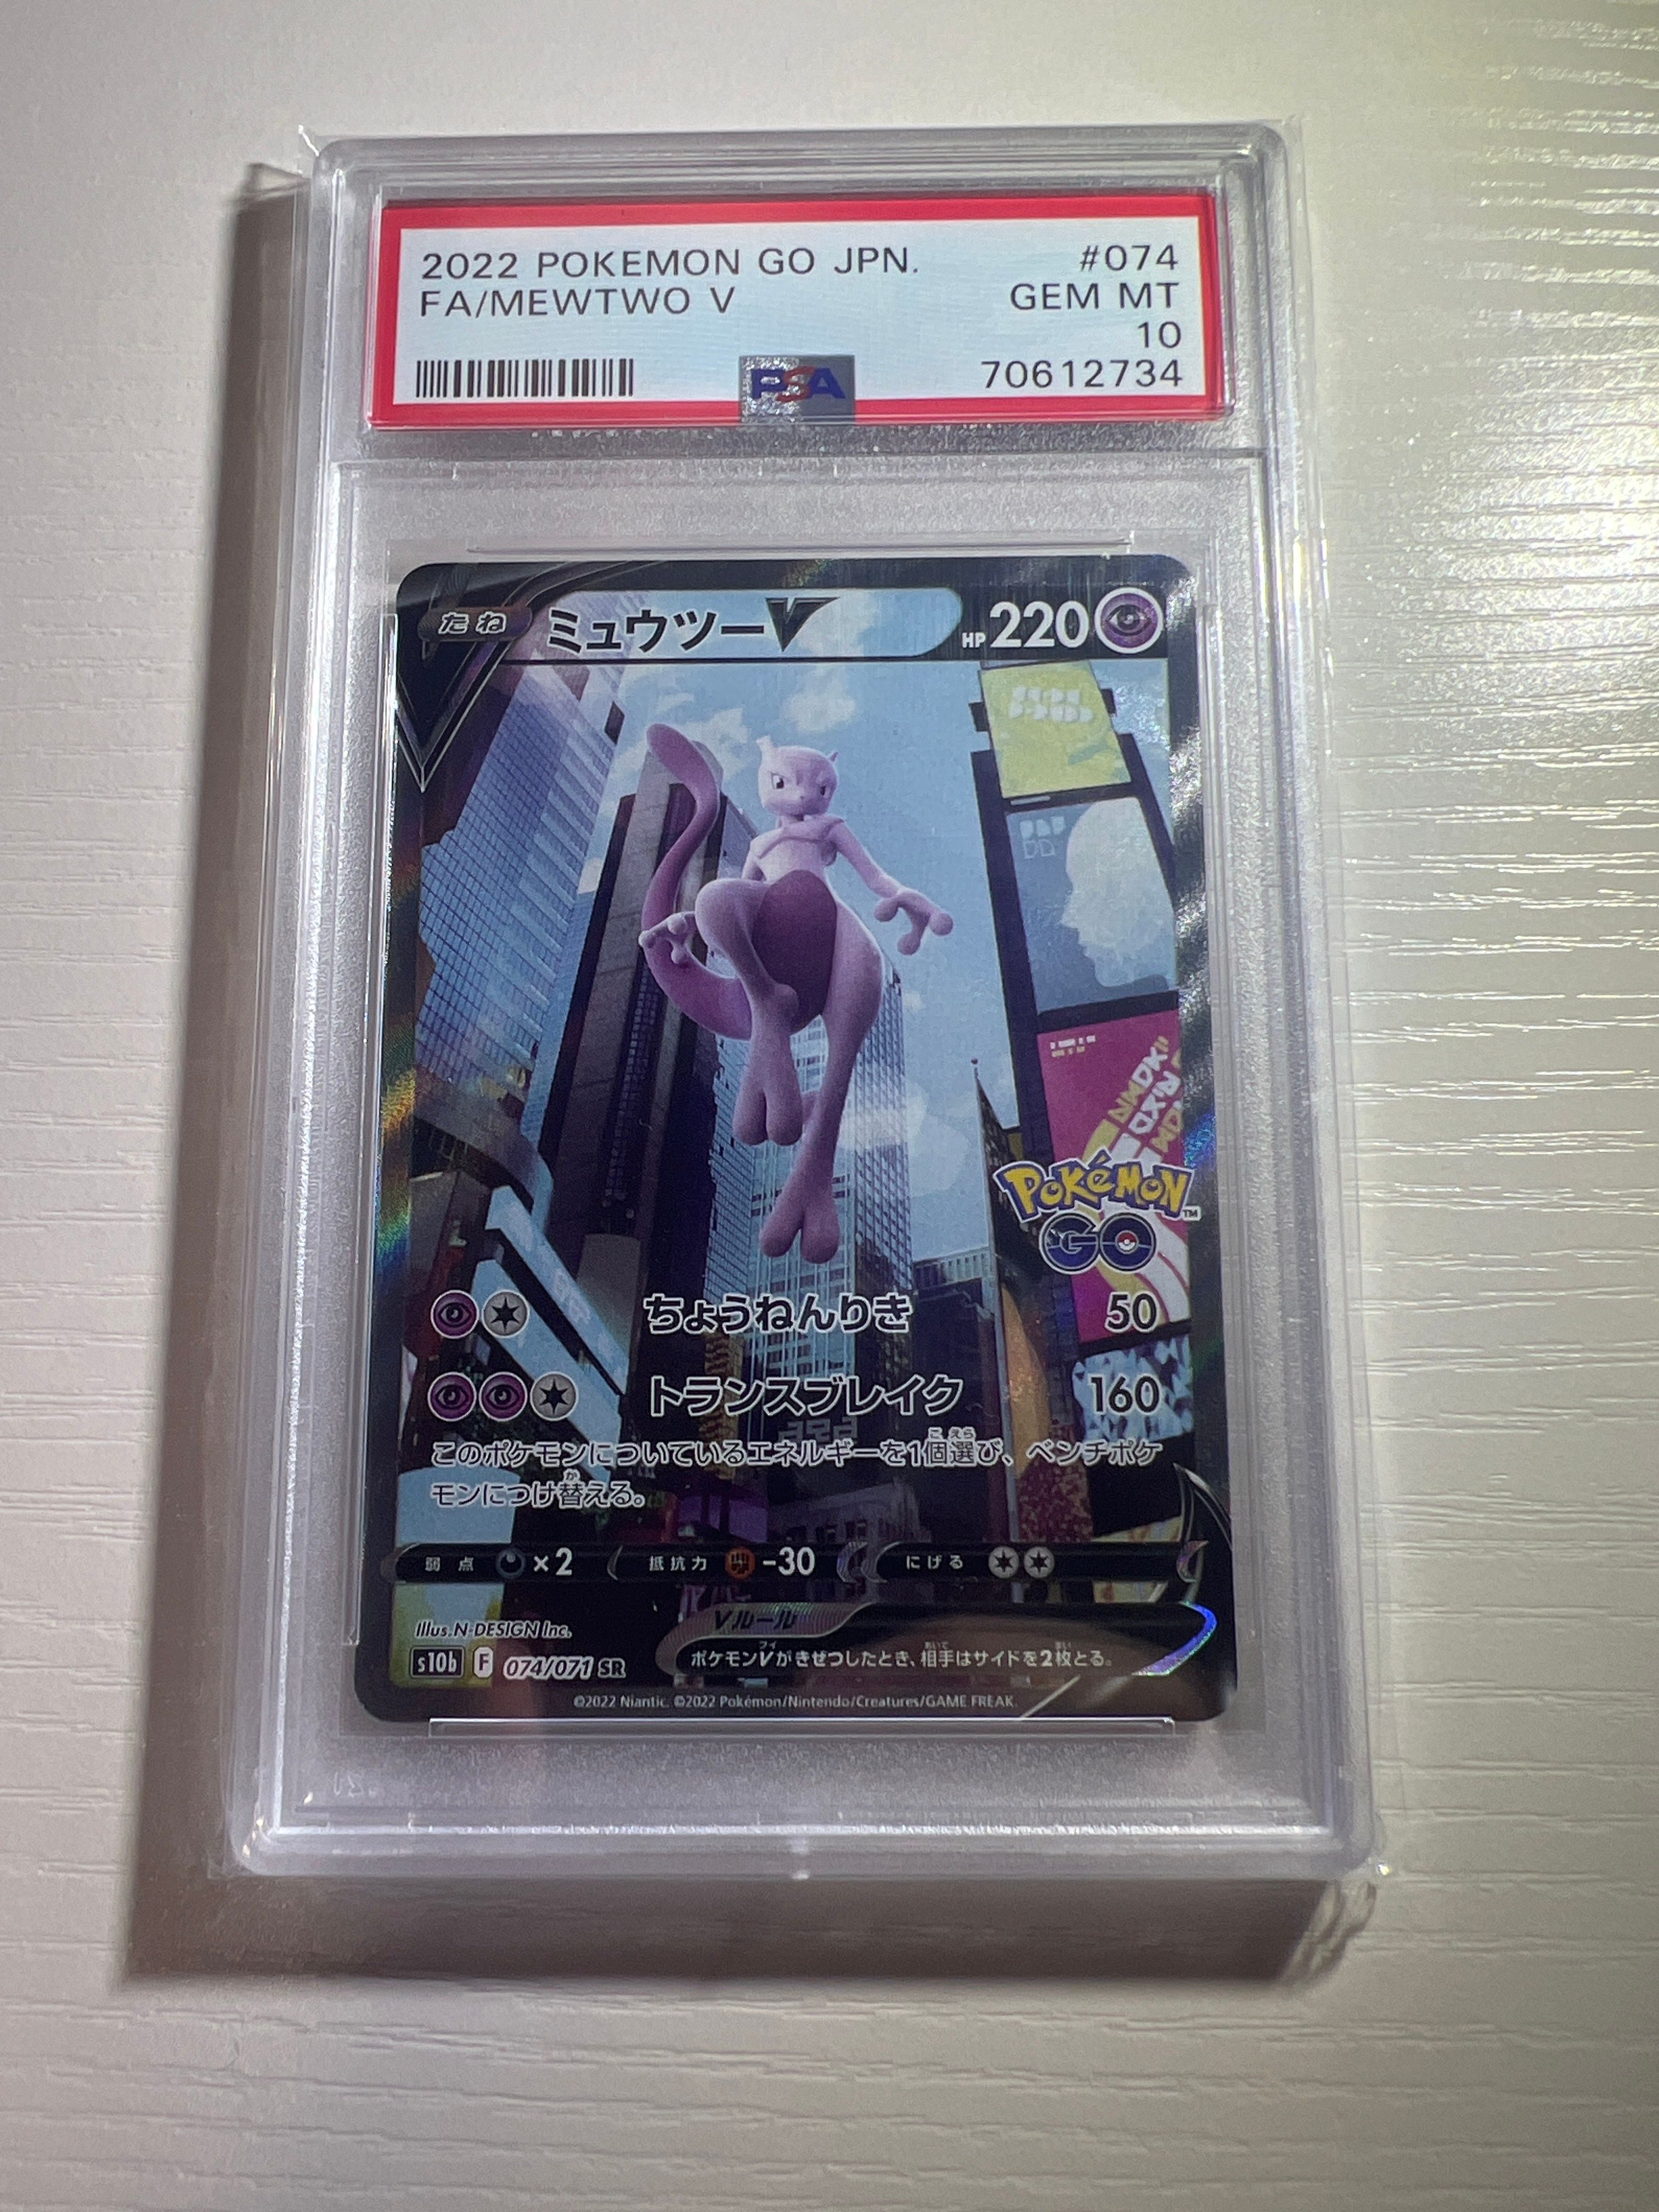 2022 POKEMON GO JPN. #074
FA/MEWTWO V GEM MT
10
PSA 70612734
たね ミュウツーV HP 220
Pokémon™
GO
ちょうねんりき 50
トランスブレイク 160
このポケモンについているエネルギーを1個選び、ベンチポケ
モンにつけ替える。
弱点 ×2 抵抗力 -30 にげる
Vルール
Illus. N-DESIGN Inc.
ポケモンVがきぜつしたとき、相手はサイドを2枚とる。
s10b F 074/071 SR
©2022 Niantic. ©2022 Pokémon/Nintendo/Creatures/GAME FREAK.